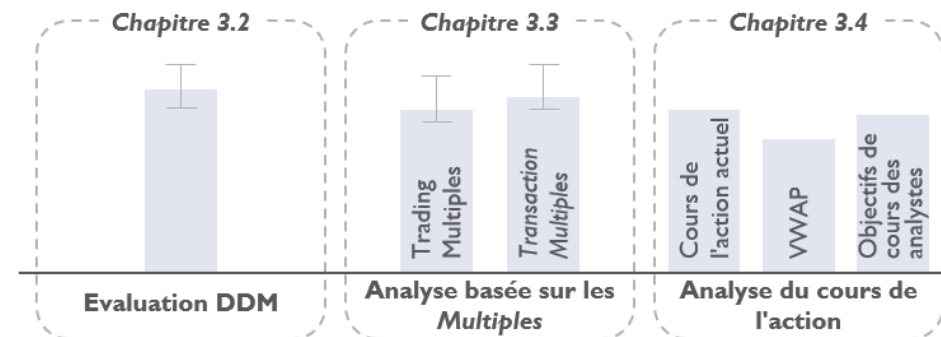 Chapitre 3.2
Chapitre 3.3
Chapitre 3.4
Trading
Multiples
Transaction
Multiples
Cours de
l'action actuel
VWAP
Objectifs de
cours des
analystes
Evaluation DDM
Analyse basée sur les
Multiples
Analyse du cours de
l'action